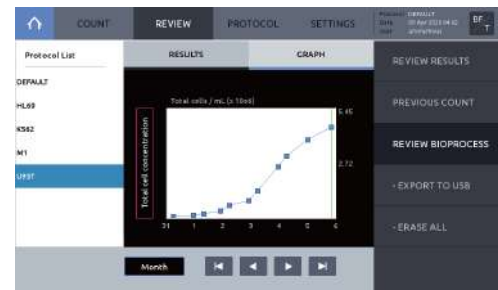 COUNT
REVIEW
PROTOCOL
SETTINGS
BF
T
Protocol List
RESULTS
GRAPH
REVIEW RESULTS
DEFAULT
HL60
K562
M1
U937
Total cells / mL (x 10e6)
5.45
2.72
Total cell concentration
31 1 2 3 4 5 6
PREVIOUS COUNT
REVIEW BIOPROCESS
- EXPORT TO USB
- ERASE ALL
Month